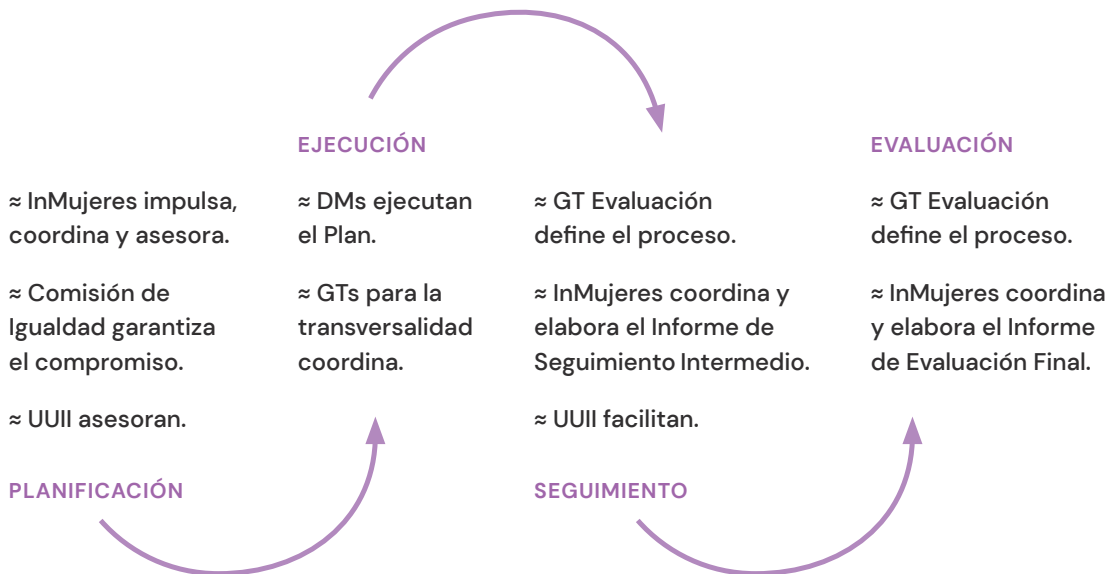 PLANIFICACIÓN
≈ InMujeres impulsa,
coordina y asesora.
≈ Comisión de
Igualdad garantiza
el compromiso.
≈ UUII asesoran.
EJECUCIÓN
≈ DMs ejecutan
el Plan.
≈ GTs para la
transversalidad
coordina.
SEGUIMIENTO
≈ GT Evaluación
define el proceso.
≈ InMujeres coordina y
elabora el Informe de
Seguimiento Intermedio.
≈ UUII facilitan.
EVALUACIÓN
≈ GT Evaluación
define el proceso.
≈ InMujeres coordina
y elabora el Informe
de Evaluación Final.